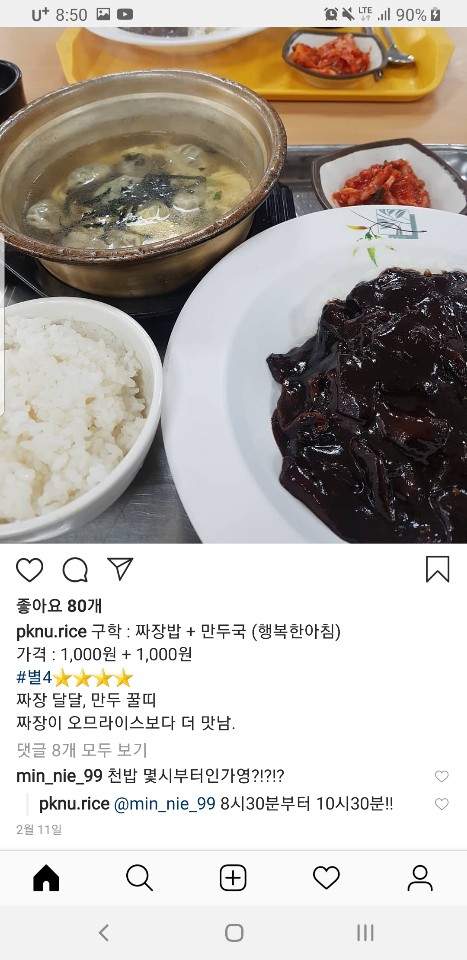 U+ 8:50 LTE 90%
좋아요 80개
pknu.rice 구학 : 짜장밥 + 만두국 (행복한아침)
가격 : 1,000원 + 1,000원
#별4⭐⭐⭐⭐
짜장 달달, 만두 꿀띠
짜장이 오므라이스보다 더 맛남.
댓글 8개 모두 보기
min_nie_99 천밥 몇시부터인가영?!?!?
pknu.rice @min_nie_99 8시30분부터 10시30분!!
2월 11일